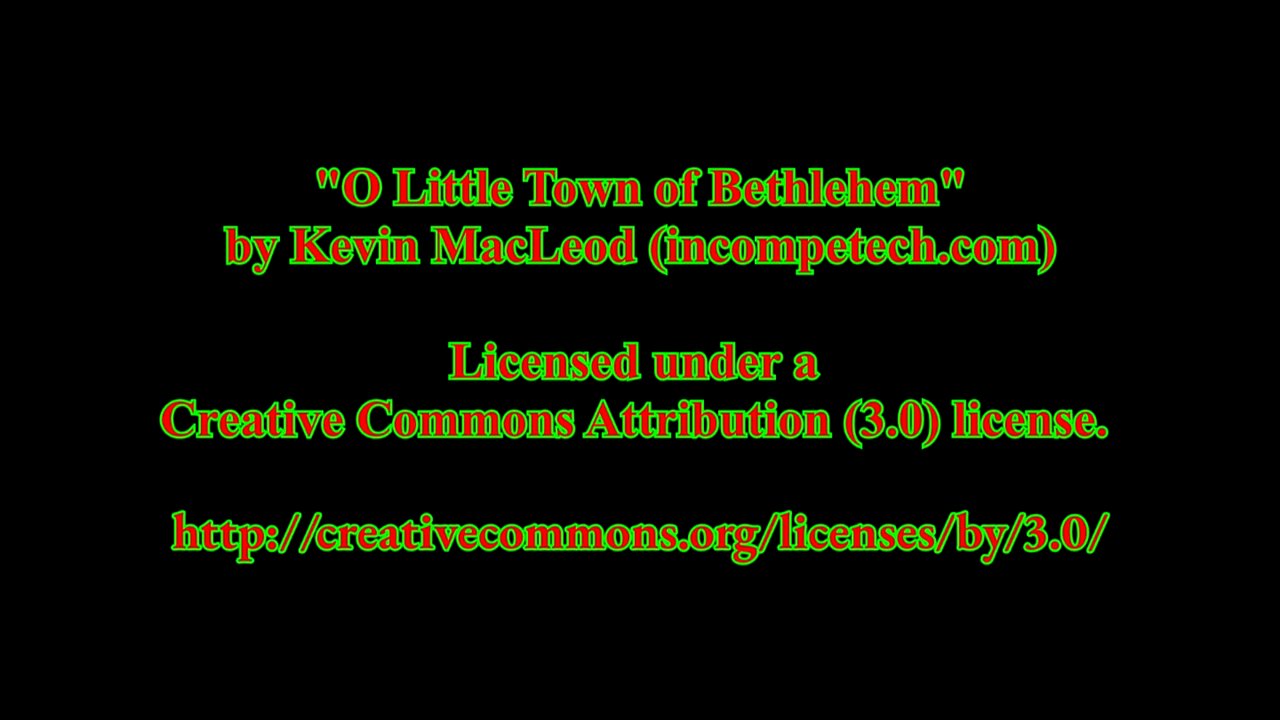 "O Little Town of Bethlehem"
by Kevin MacLeod (incompetech.com)
Licensed under a
Creative Commons Attribution (3.0) license.
http://creativecommons.org/licenses/by/3.0/